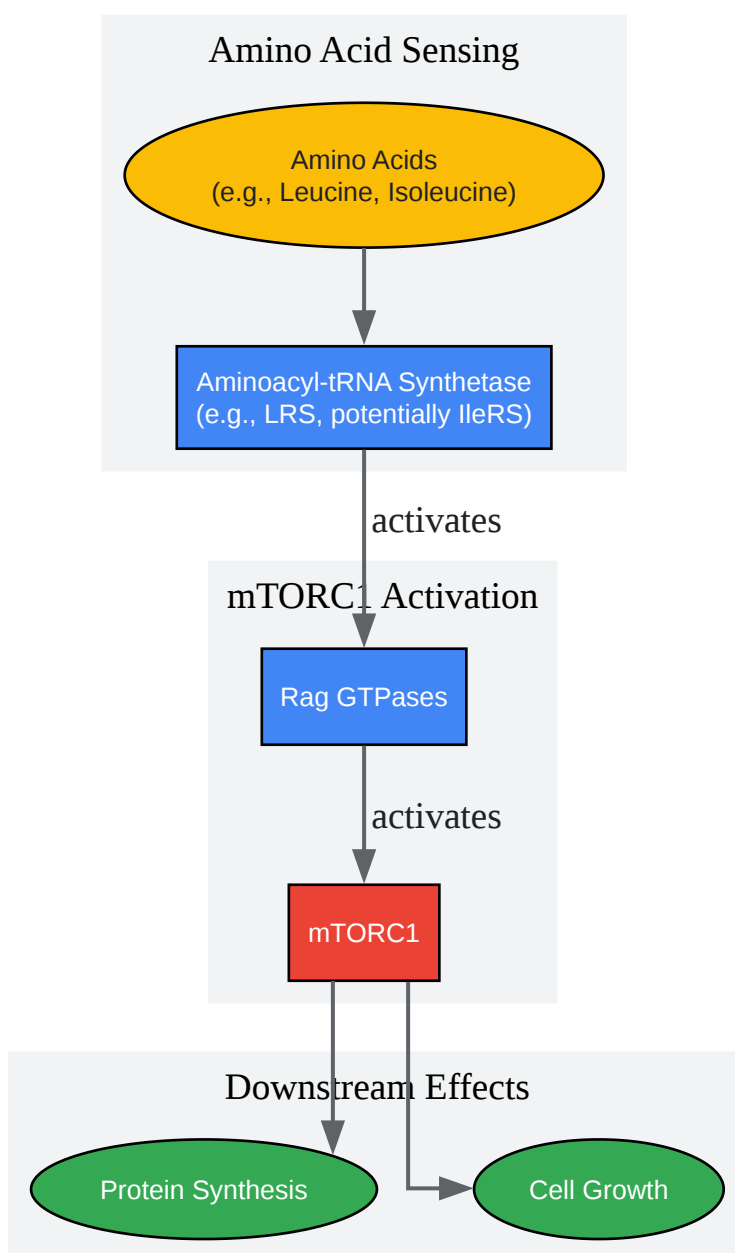 Amino Acid Sensing
Amino Acids
(e.g., Leucine, Isoleucine)
Aminoacyl-tRNA Synthetase
(e.g., LRS, potentially IleRS)
activates
mTORC1 Activation
Rag GTPases
activates
mTORC1
Downstream Effects
Protein Synthesis
Cell Growth